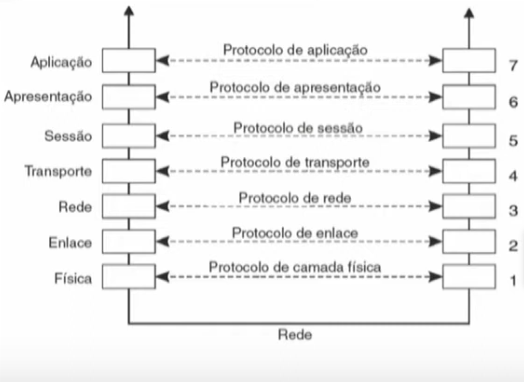 Aplicação Protocolo de aplicação 7
Apresentação Protocolo de apresentação 6
Sessão Protocolo de sessão 5
Transporte Protocolo de transporte 4
Rede Protocolo de rede 3
Enlace Protocolo de enlace 2
Física Protocolo de camada física 1
Rede